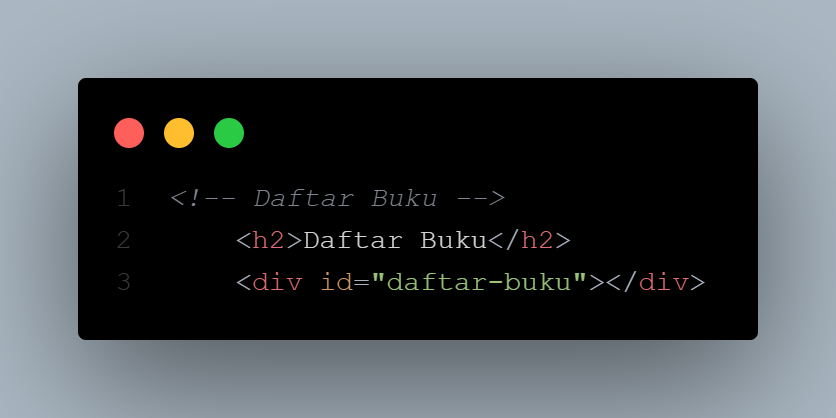 1 <!-- Daftar Buku -->
2 <h2>Daftar Buku</h2>
3 <div id="daftar-buku"></div>